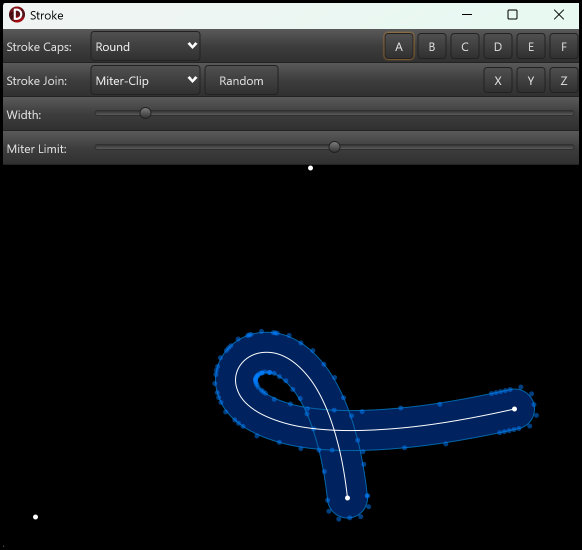 D Stroke
Stroke Caps: Round A B C D E F
Stroke Join: Miter-Clip Random X Y Z
Width:
Miter Limit: